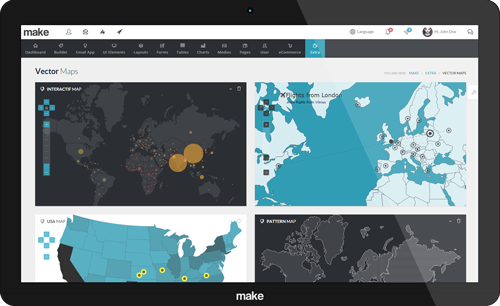 make
Language
Hi, John Doe
Dashboard Builder Email App UI Elements Layouts Forms Tables Charts Medias Pages User eCommerce Extra
Vector Maps
YOU ARE HERE: MAKE / EXTRA / VECTOR MAPS
INTERACTIF MAP
Flights from London
USA MAP
PATTERN MAP
make